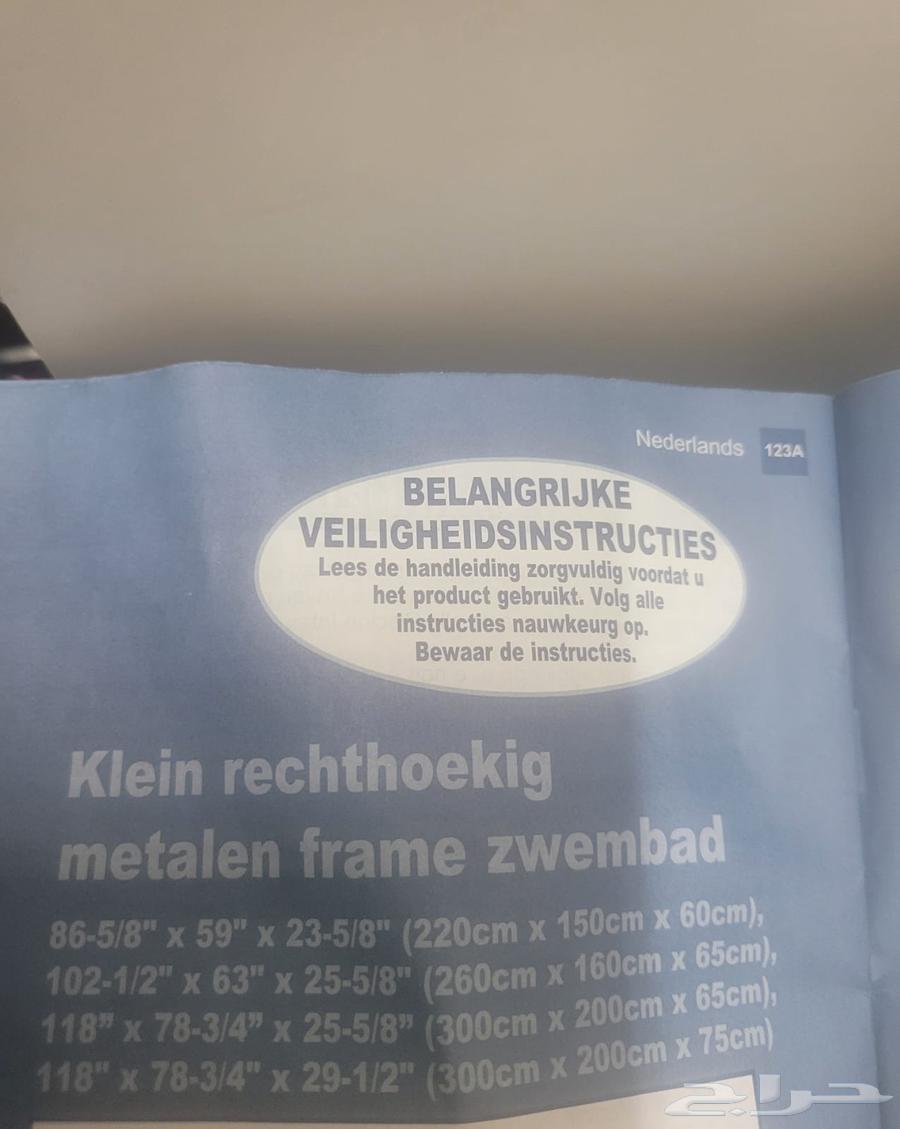 Nederlands 123A
BELANGRIJKE
VEILIGHEIDSINSTRUCTIES
Lees de handleiding zorgvuldig voordat u
het product gebruikt. Volg alle
instructies nauwkeurg op.
Bewaar de instructies.
Klein rechthoekig
metalen frame zwembad
86-5/8" x 59" x 23-5/8" (220cm x 150cm x 60cm),
102-1/2" x 63" x 25-5/8" (260cm x 160cm x 65cm),
118” x 78-3/4” x 25-5/8” (300cm x 200cm x 65cm),
118" x 78-3/4" x 29-1/2" (300cm x 200cm x 75cm)
حراج